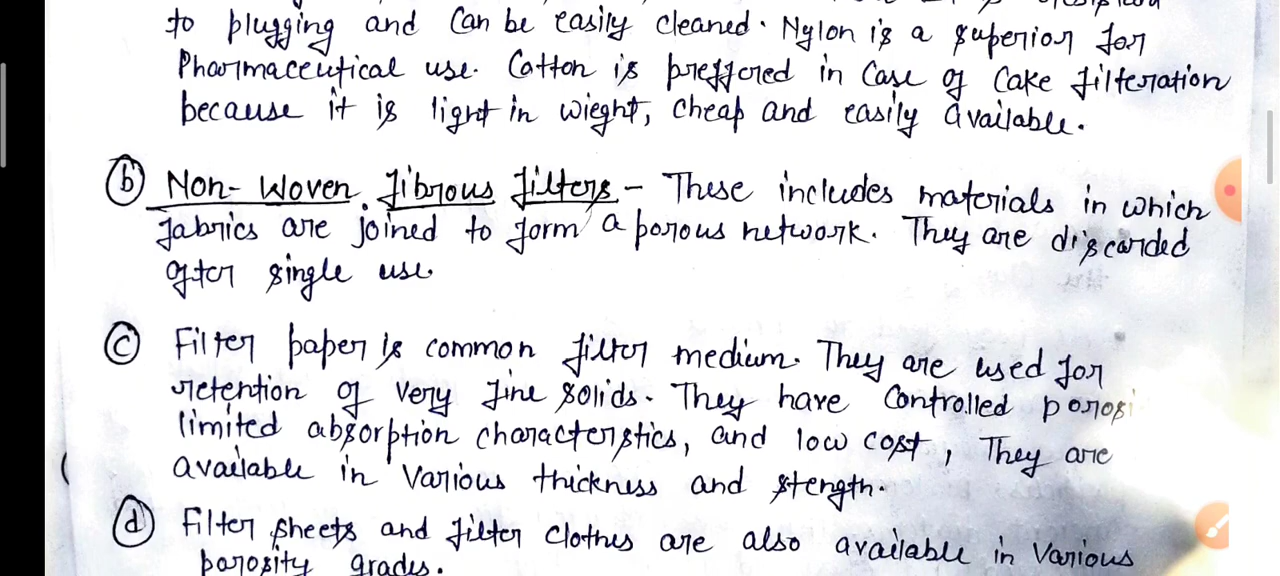 to plugging and can be easily cleaned. Nylon is a superior for
Pharmaceutical use. Cotton is preffered in Case of Cake filteration
because it is light in wieght, cheap and easily available.
(b) Non-Woven Fibrous filters - These includes materials in which
fabrics are joined to form a porous network. They are discarded
after single use.
(c) Filter paper is common filter medium. They are used for
retention of very fine solids. They have controlled
limited absorption characterstics, and low cost, They are
available in various thickness and stength.
(d) Filter sheets and filter clothes are also available in various
porosity grades.